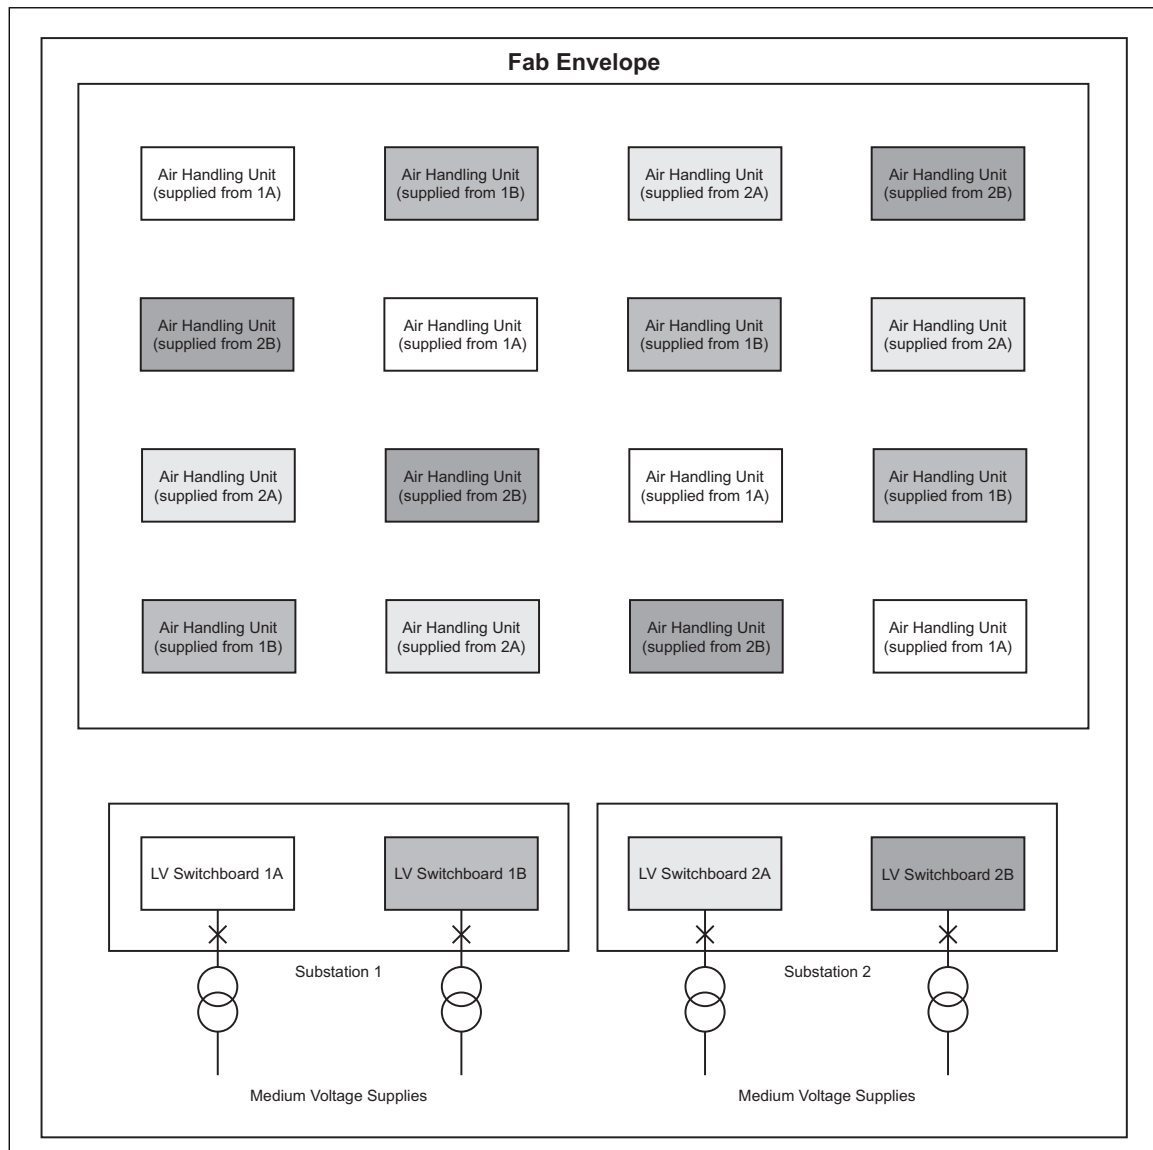 Fab Envelope
Air Handling Unit
(supplied from 1A)
Air Handling Unit
(supplied from 1B)
Air Handling Unit
(supplied from 2A)
Air Handling Unit
(supplied from 2B)
Air Handling Unit
(supplied from 2B)
Air Handling Unit
(supplied from 1A)
Air Handling Unit
(supplied from 1B)
Air Handling Unit
(supplied from 2A)
Air Handling Unit
(supplied from 2A)
Air Handling Unit
(supplied from 2B)
Air Handling Unit
(supplied from 1A)
Air Handling Unit
(supplied from 1B)
Air Handling Unit
(supplied from 1B)
Air Handling Unit
(supplied from 2A)
Air Handling Unit
(supplied from 2B)
Air Handling Unit
(supplied from 1A)
LV Switchboard 1A
LV Switchboard 1B
LV Switchboard 2A
LV Switchboard 2B
Substation 1
Substation 2
Medium Voltage Supplies
Medium Voltage Supplies